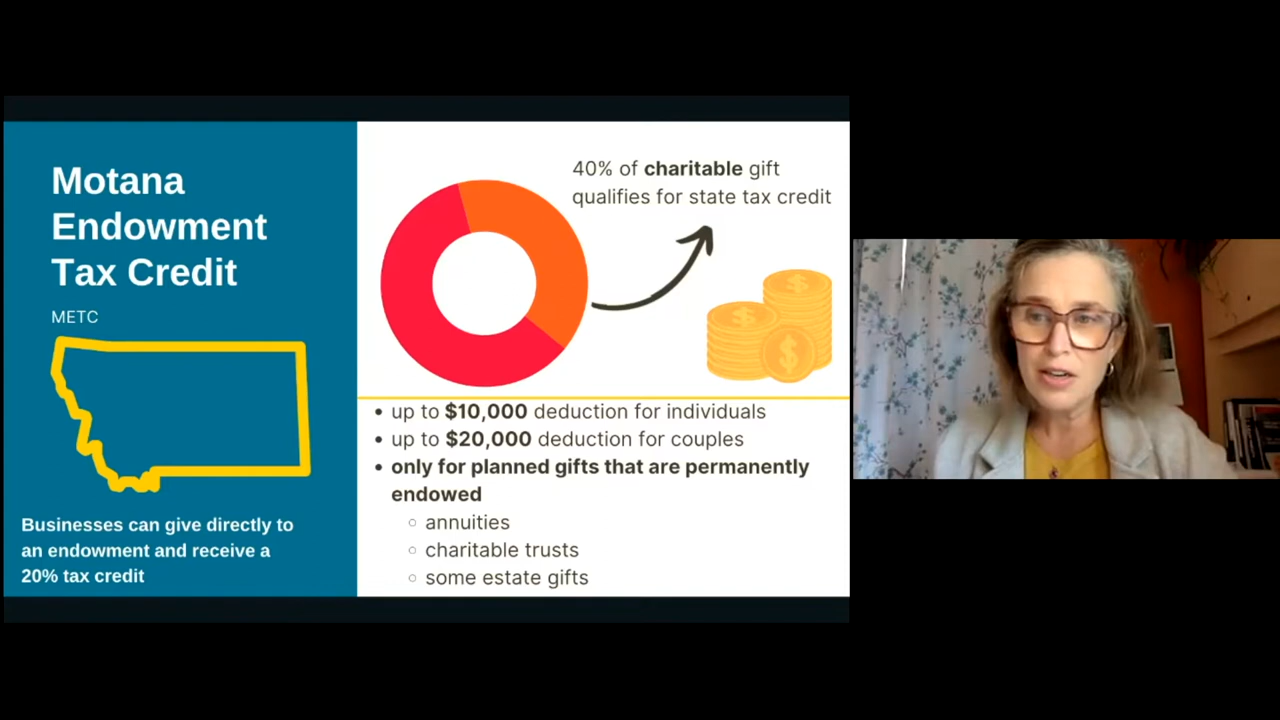 Motana
Endowment
Tax Credit
METC
Businesses can give directly to
an endowment and receive a
20% tax credit
40% of charitable gift
qualifies for state tax credit
• up to $10,000 deduction for individuals
• up to $20,000 deduction for couples
• only for planned gifts that are permanently
endowed
○ annuities
○ charitable trusts
○ some estate gifts